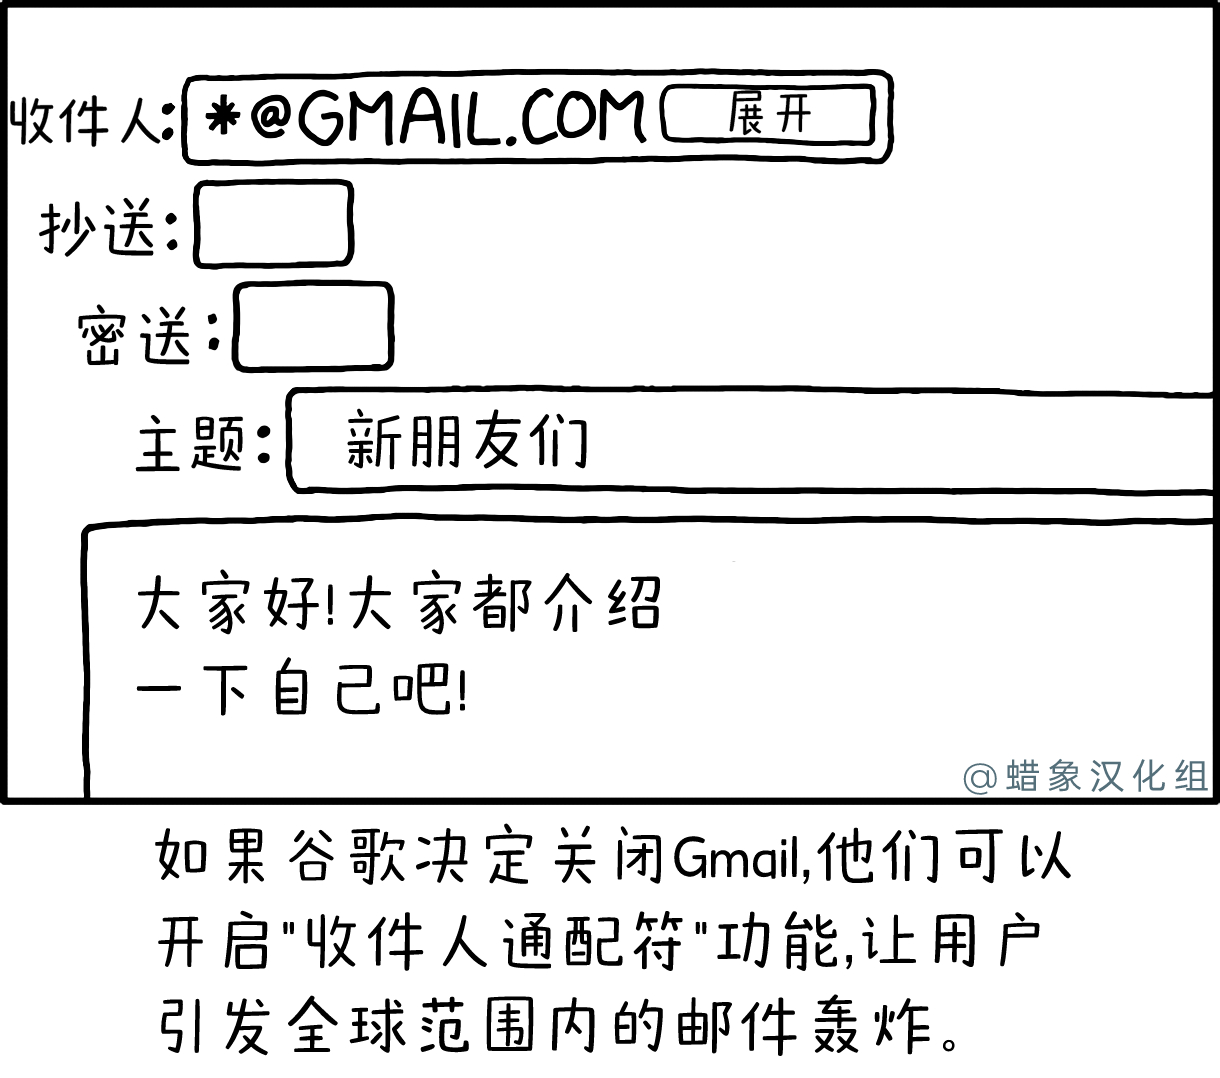 收件人: *@GMAIL.COM 展开
抄送:
密送:
主题: 新朋友们
大家好!大家都介绍
一下自己吧!
@蜡象汉化组
如果谷歌决定关闭Gmail,他们可以
开启"收件人通配符"功能,让用户
引发全球范围内的邮件轰炸。